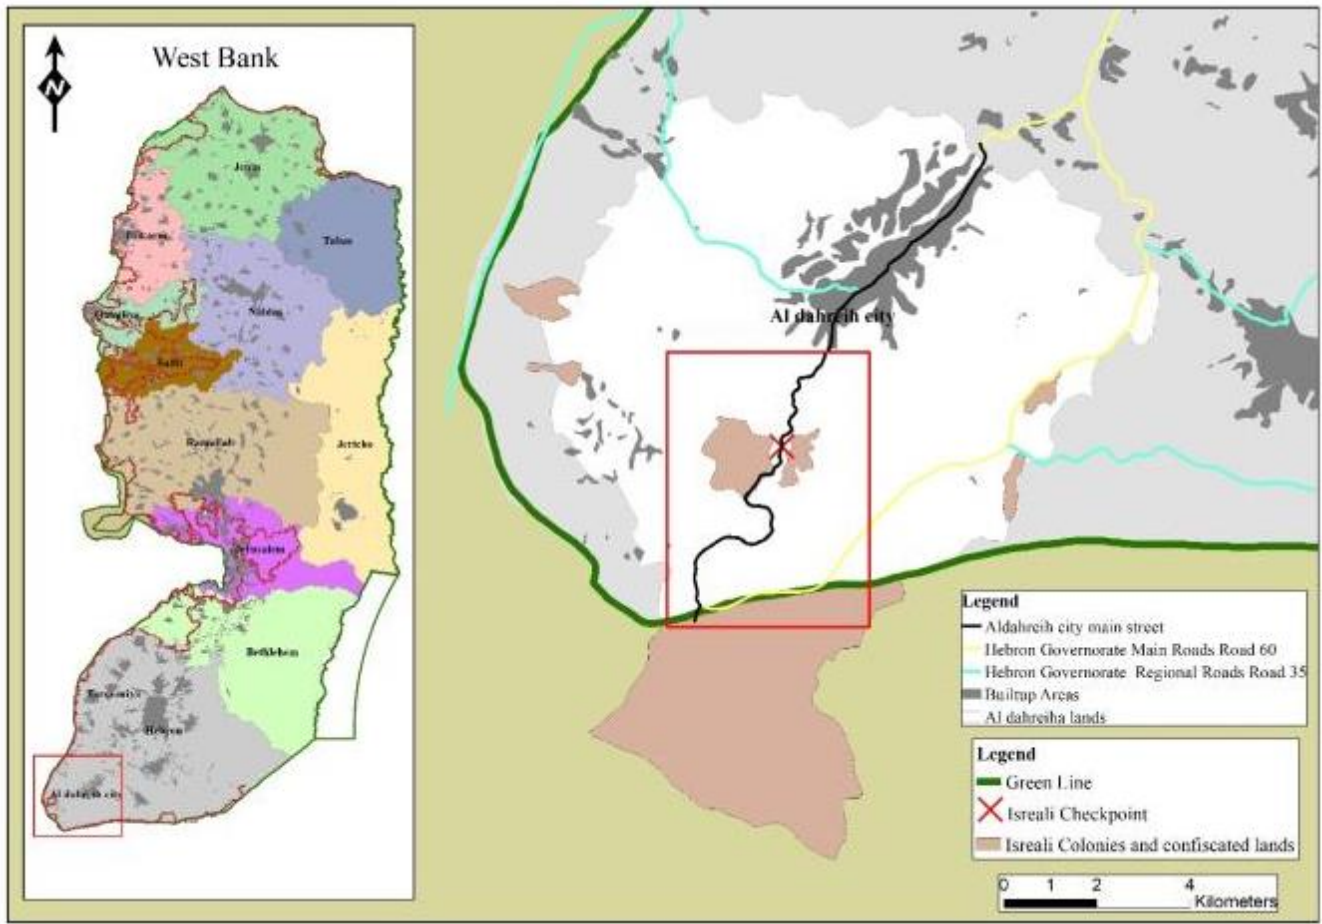 West Bank
N
Jenin
Tubas
Nablus
Salfit
Ramallah
Jericho
Jerusalem
Bethlehem
Hebron
Al dahreih city
Al dahreih city
Legend
Aldahreih city main street
Hebron Governorate Main Roads Road 60
Hebron Governorate Regional Roads Road 35
Builtup Areas
Al dahreiha lands
Legend
Green Line
Isreali Checkpoint
Isreali Colonies and confiscated lands
0 1 2 4
Kilometers